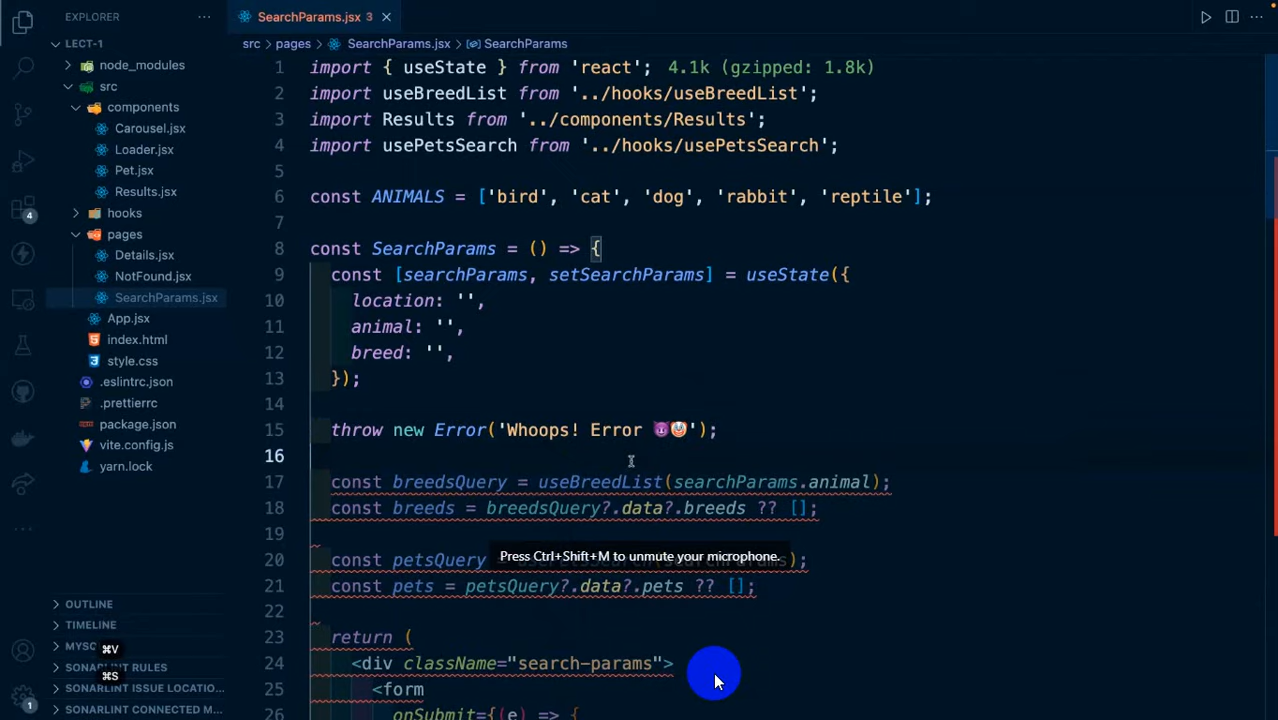 EXPLORER
SearchParams.jsx 3
LECT-1
src pages SearchParams.jsx SearchParams
node_modules
src
components
Carousel.jsx
Loader.jsx
Pet.jsx
Results.jsx
hooks
pages
Details.jsx
NotFound.jsx
SearchParams.jsx
App.jsx
index.html
style.css
.eslintrc.json
.prettierrc
package.json
vite.config.js
yarn.lock
OUTLINE
TIMELINE
MYSQ
SONARLINT RULES
SONARLINT ISSUE LOCATIO...
SONARLINT CONNECTED M...
⌘V
⌘S
4
1
1 import { useState } from 'react'; 4.1k (gzipped: 1.8k)
2 import useBreedList from '../hooks/useBreedList';
3 import Results from '../components/Results';
4 import usePetsSearch from '../hooks/usePetsSearch';
5
6 const ANIMALS = ['bird', 'cat', 'dog', 'rabbit', 'reptile'];
7
8 const SearchParams = () => {
9 const [searchParams, setSearchParams] = useState({
10 location: '',
11 animal: '',
12 breed: '',
13 });
14
15 throw new Error('Whoops! Error 😈🤡');
16
17 const breedsQuery = useBreedList(searchParams.animal);
18 const breeds = breedsQuery?.data?.breeds ?? [];
19
Press Ctrl+Shift+M to unmute your microphone.
20 const petsQuery );
21 const pets = petsQuery?.data?.pets ?? [];
22
23 return (
24 <div className="search-params">
25 <form
26 onSubmit={(e) => {